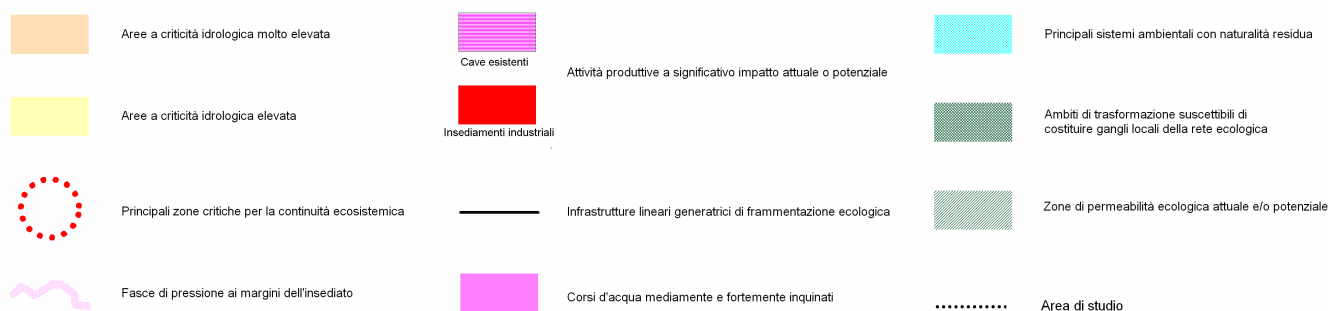 Aree a criticità idrologica molto elevata
Aree a criticità idrologica elevata
Principali zone critiche per la continuità ecosistemica
Fasce di pressione ai margini dell'insediato
Cave esistenti
Attività produttive a significativo impatto attuale o potenziale
Insediamenti industriali
Infrastrutture lineari generatrici di frammentazione ecologica
Corsi d'acqua mediamente e fortemente inquinati
Principali sistemi ambientali con naturalità residua
Ambiti di trasformazione suscettibili di
costituire gangli locali della rete ecologica
Zone di permeabilità ecologica attuale e/o potenziale
Area di studio